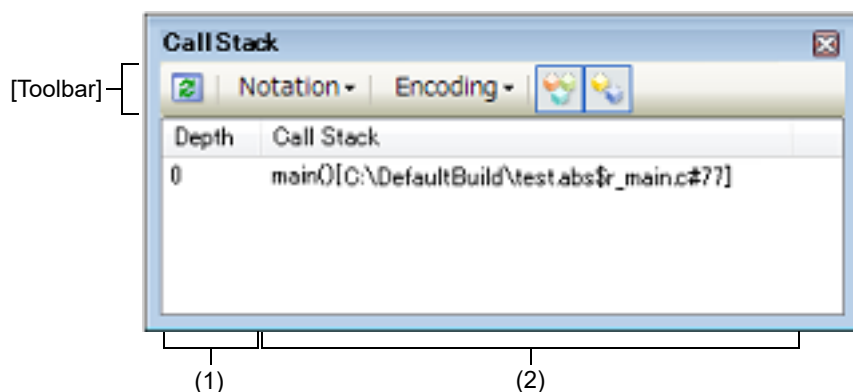 Call Stack
[Toolbar]
Notation
Encoding
Depth Call Stack
0 main()[C:\DefaultBuild\test.abs$r_main.c#77]
(1) (2)